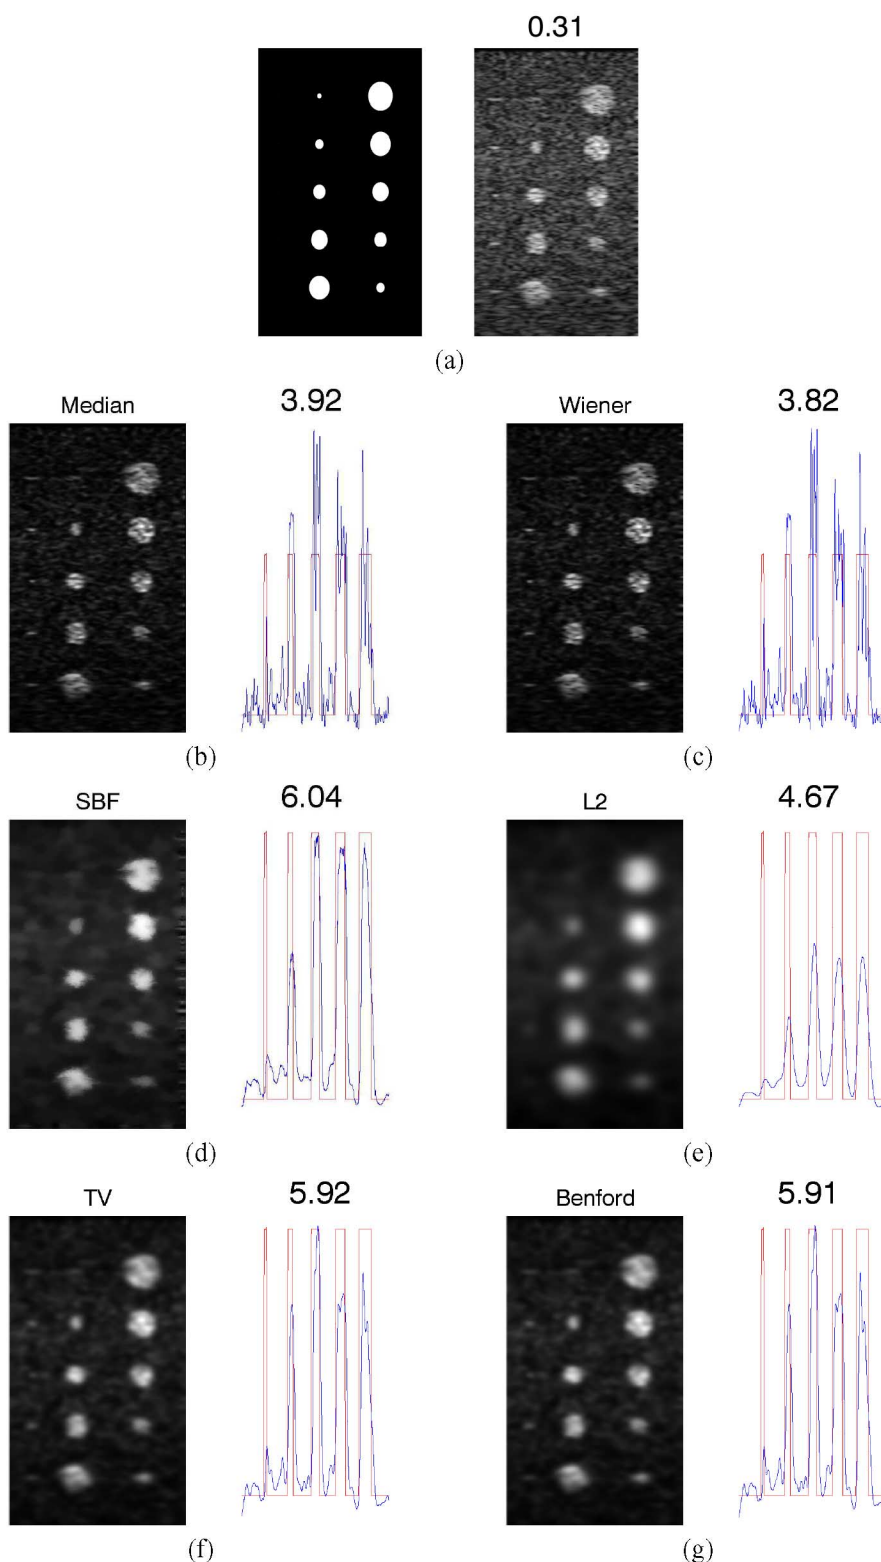 0.31
(a)
Median 3.92 Wiener 3.82
(b) (c)
SBF 6.04 L2 4.67
(d) (e)
TV 5.92 Benford 5.91
(f) (g)